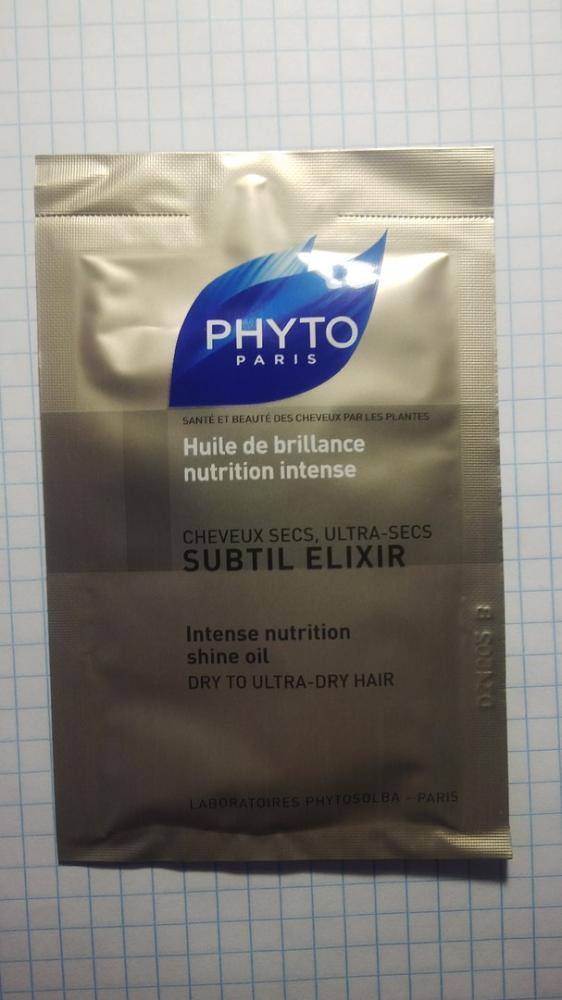 PHYTO
PARIS
SANTÉ ET BEAUTÉ DES CHEVEUX PAR LES PLANTES
Huile de brillance
nutrition intense
CHEVEUX SECS, ULTRA-SECS
SUBTIL ELIXIR
Intense nutrition
shine oil
DRY TO ULTRA-DRY HAIR
LABORATOIRES PHYTOSOLBA - PARIS